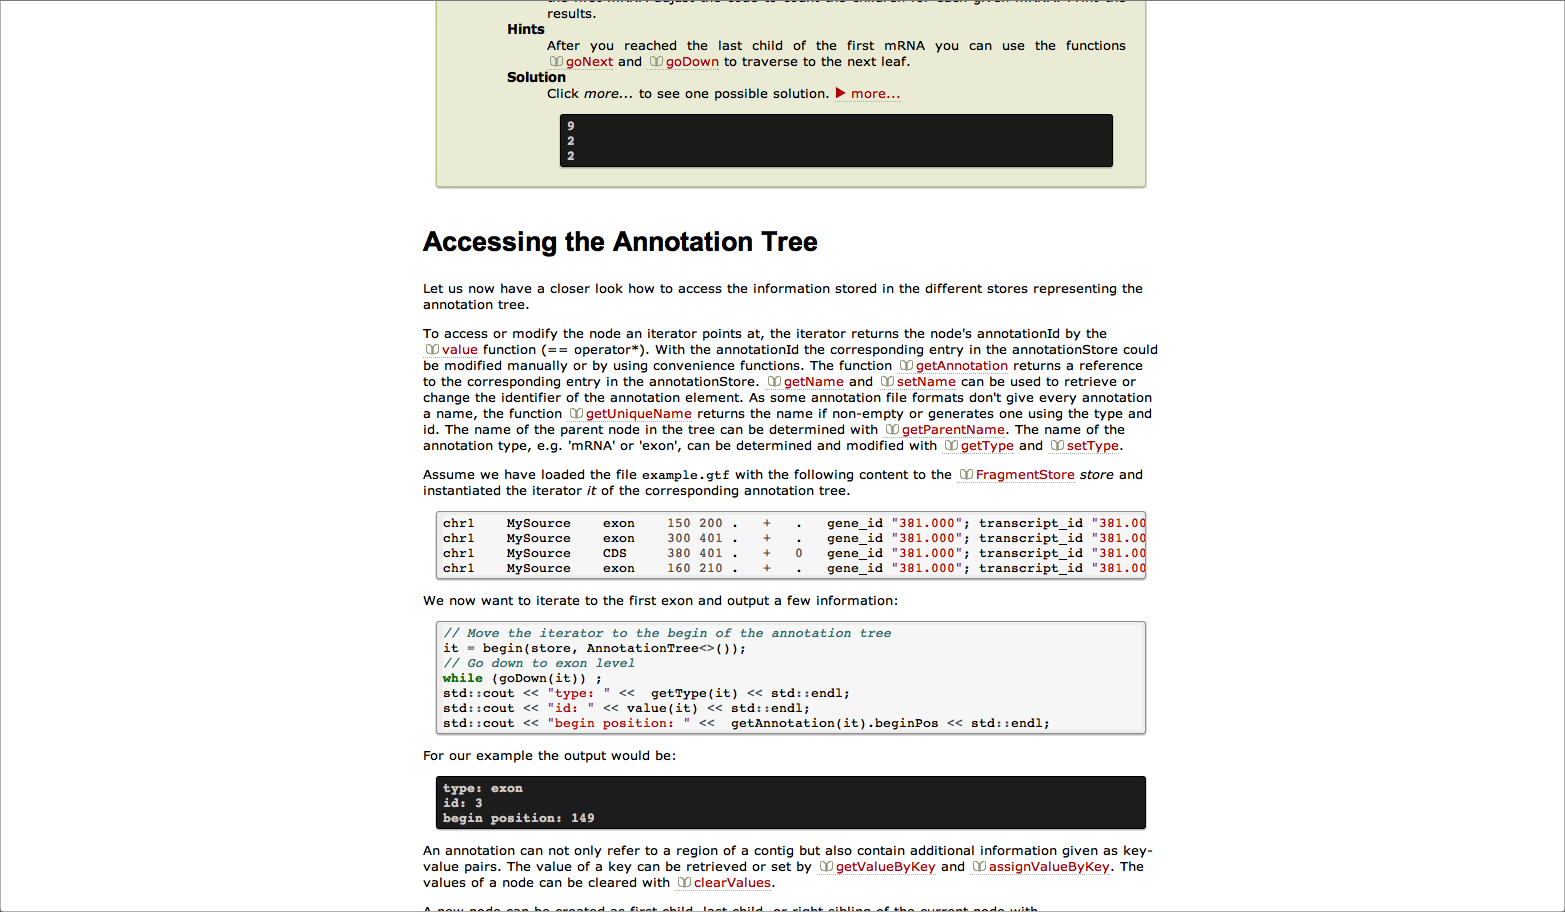 results.
Hints
After you reached the last child of the first mRNA you can use the functions
goNext and goDown to traverse to the next leaf.
Solution
Click more... to see one possible solution. ▶ more...
9
2
2
Accessing the Annotation Tree
Let us now have a closer look how to access the information stored in the different stores representing the
annotation tree.
To access or modify the node an iterator points at, the iterator returns the node's annotationId by the
value function (== operator*). With the annotationId the corresponding entry in the annotationStore could
be modified manually or by using convenience functions. The function getAnnotation returns a reference
to the corresponding entry in the annotationStore. getName and setName can be used to retrieve or
change the identifier of the annotation element. As some annotation file formats don't give every annotation
a name, the function getUniqueName returns the name if non-empty or generates one using the type and
id. The name of the parent node in the tree can be determined with getParentName. The name of the
annotation type, e.g. 'mRNA' or 'exon', can be determined and modified with getType and setType.
Assume we have loaded the file example.gtf with the following content to the FragmentStore store and
instantiated the iterator it of the corresponding annotation tree.
chr1 MySource exon 150 200 . + . gene_id "381.000"; transcript_id "381.00
chr1 MySource exon 300 401 . + . gene_id "381.000"; transcript_id "381.00
chr1 MySource CDS 380 401 . + 0 gene_id "381.000"; transcript_id "381.00
chr1 MySource exon 160 210 . + . gene_id "381.000"; transcript_id "381.00
We now want to iterate to the first exon and output a few information:
// Move the iterator to the begin of the annotation tree
it = begin(store, AnnotationTree<>());
// Go down to exon level
while (goDown(it)) ;
std::cout << "type: " << getType(it) << std::endl;
std::cout << "id: " << value(it) << std::endl;
std::cout << "begin position: " << getAnnotation(it).beginPos << std::endl;
For our example the output would be:
type: exon
id: 3
begin position: 149
An annotation can not only refer to a region of a contig but also contain additional information given as key-
value pairs. The value of a key can be retrieved or set by getValueByKey and assignValueByKey. The
values of a node can be cleared with clearValues.
A new node can be created as first child, last child, or right sibling of the current node with